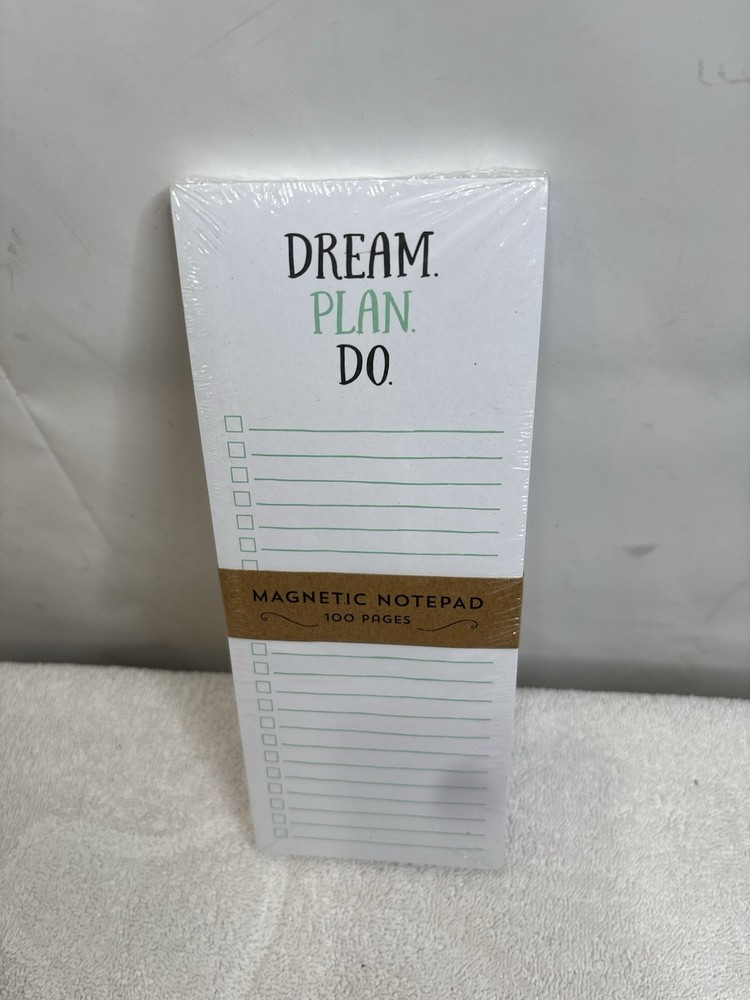 DREAM.
PLAN.
DO.
MAGNETIC NOTEPAD
100 PAGES